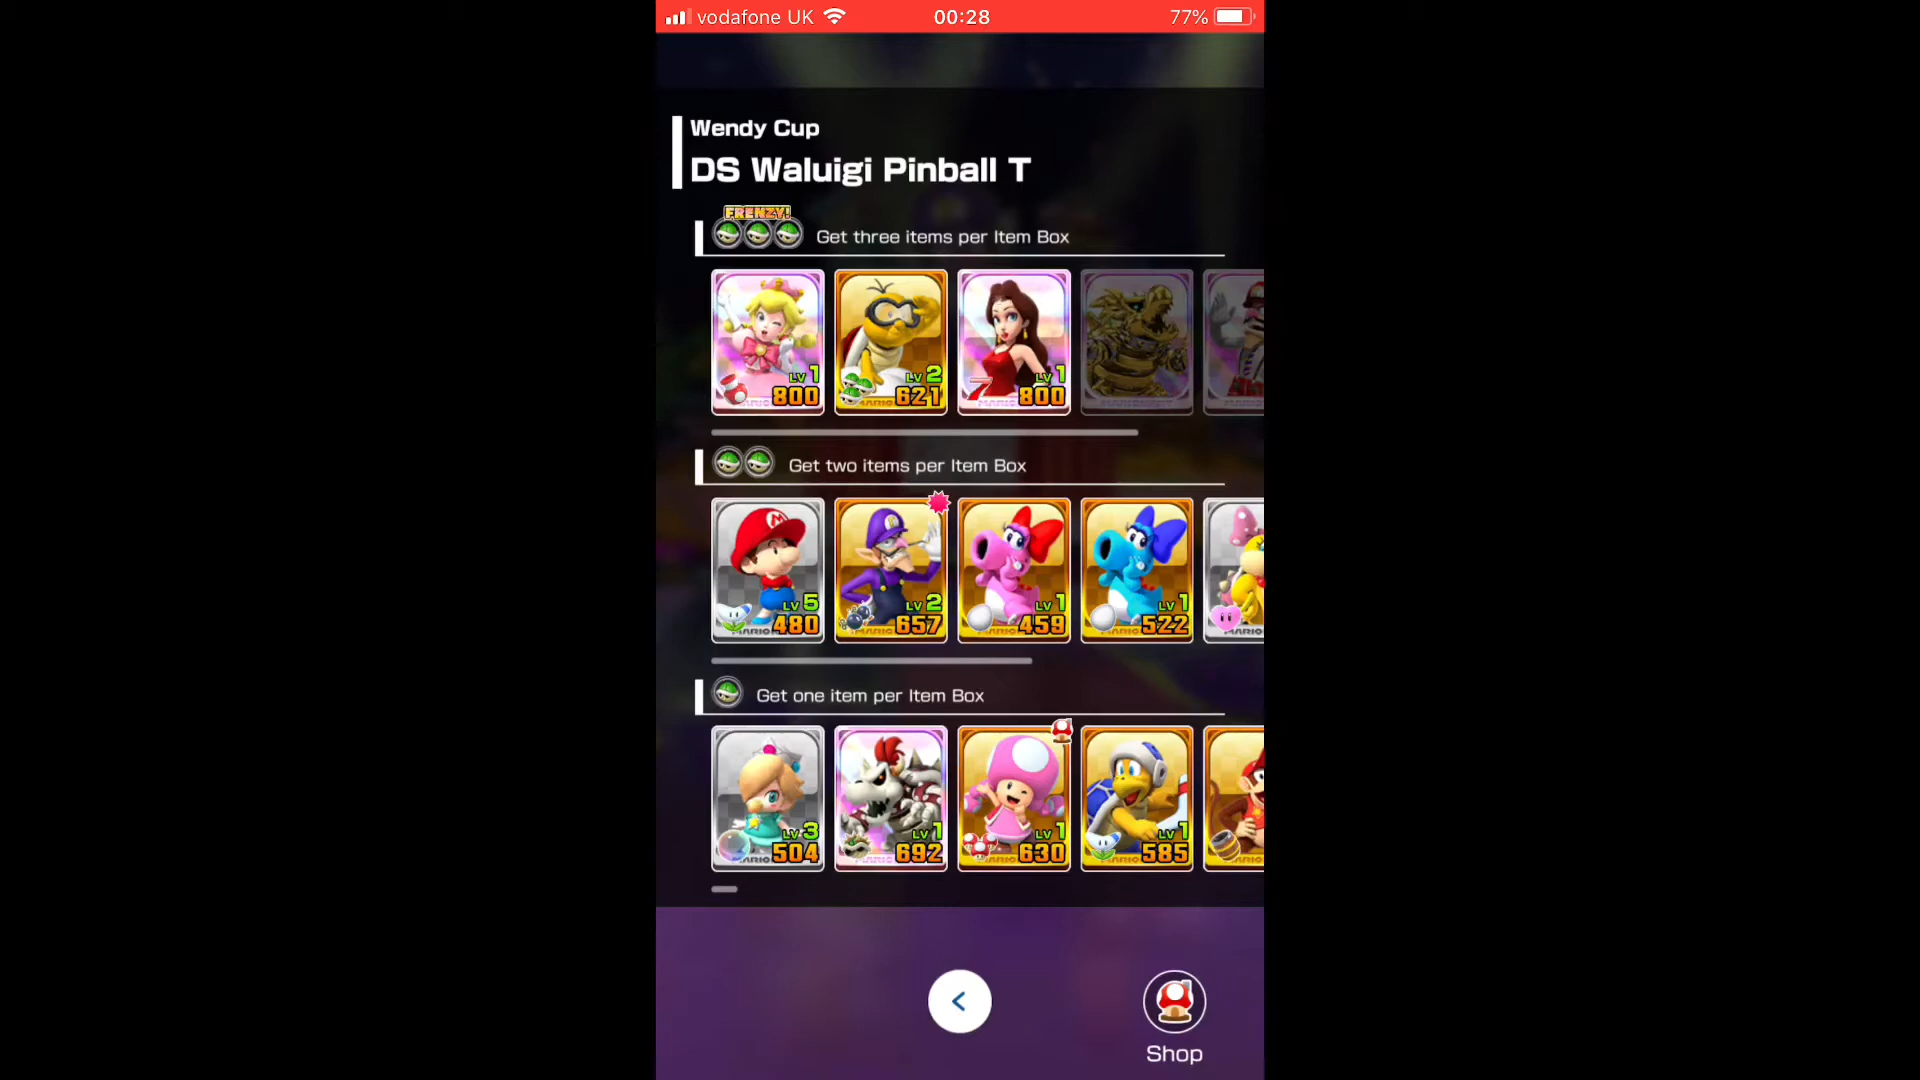 vodafone UK 00:28 77%
Wendy Cup
DS Waluigi Pinball T
FRENZY!
Get three items per Item Box
LV 1 LV 2 LV 1
800 621 800
Get two items per Item Box
LV 5 LV 2 LV 1 LV 1
480 657 459 522
Get one item per Item Box
LV 3 LV 1 LV 1 LV 1
504 692 630 585
Shop